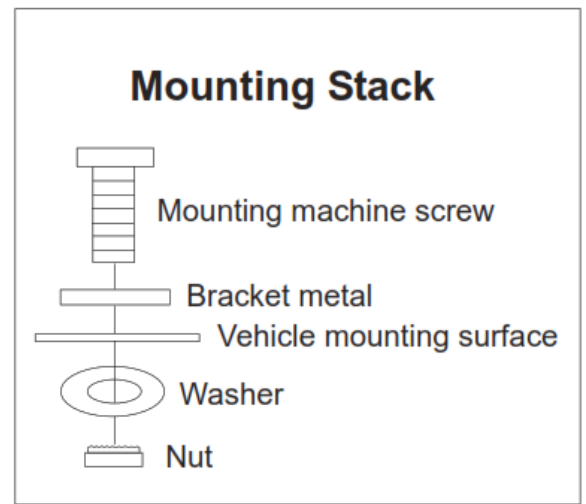 Mounting Stack
Mounting machine screw
Bracket metal
Vehicle mounting surface
Washer
Nut